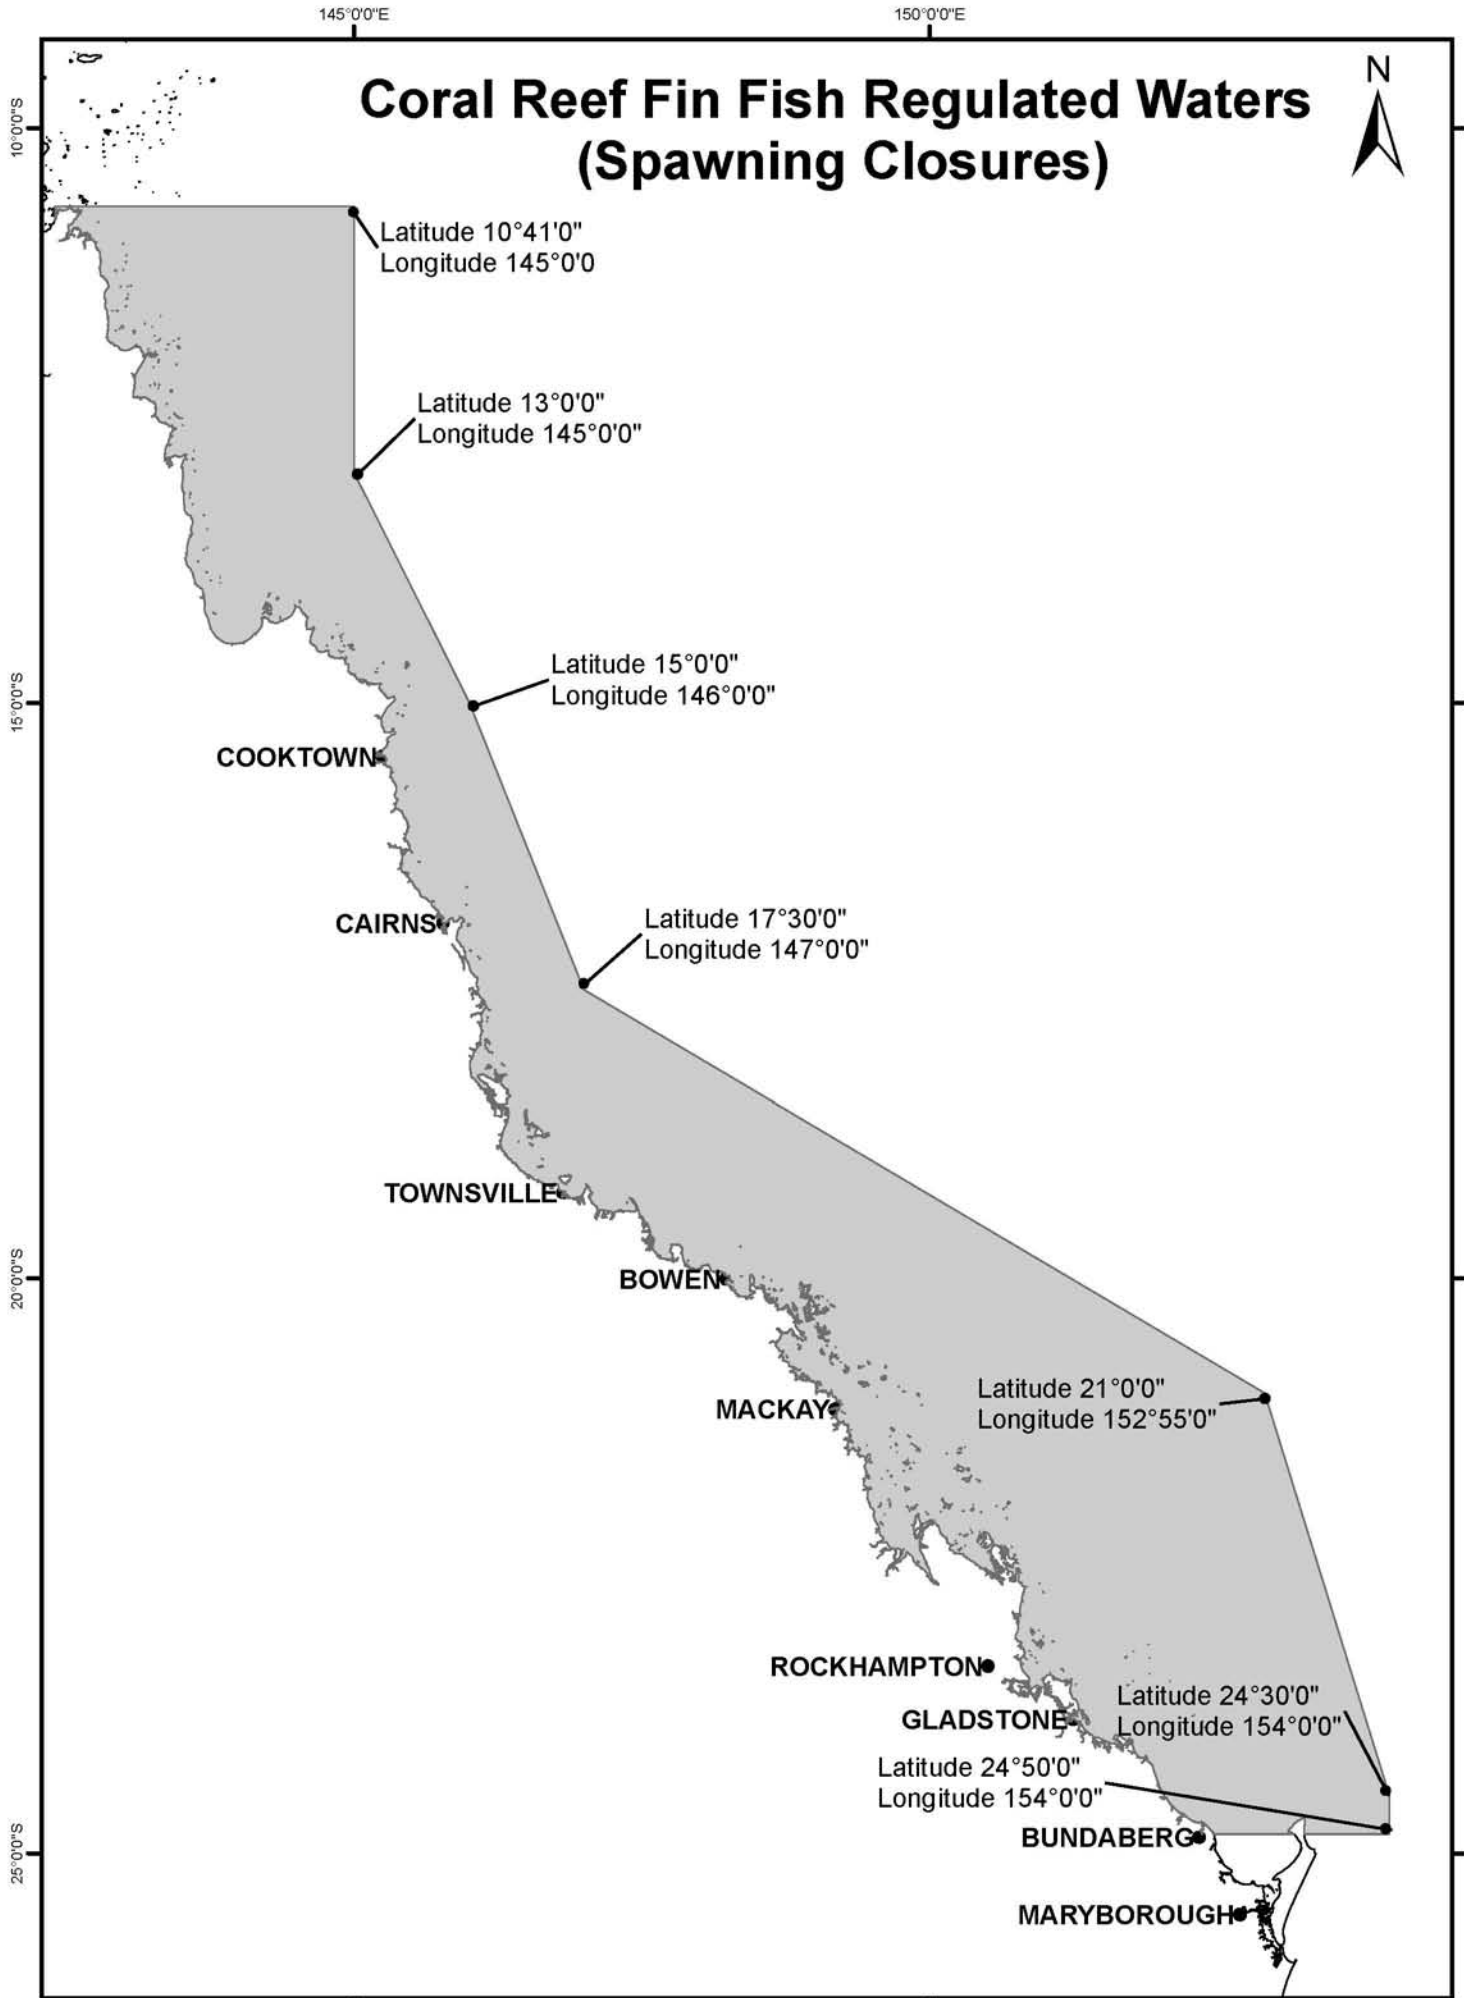 145°0'0"E
150°0'0"E
Coral Reef Fin Fish Regulated Waters
(Spawning Closures)
N
10°0'0"S
Latitude 10°41'0"
Longitude 145°0'0
Latitude 13°0'0"
Longitude 145°0'0"
Latitude 15°0'0"
Longitude 146°0'0"
15°0'0"S
COOKTOWN
CAIRNS
Latitude 17°30'0"
Longitude 147°0'0"
TOWNSVILLE
BOWEN
20°0'0"S
Latitude 21°0'0"
Longitude 152°55'0"
MACKAY
ROCKHAMPTON
Latitude 24°30'0"
Longitude 154°0'0"
GLADSTONE
Latitude 24°50'0"
Longitude 154°0'0"
BUNDABERG
25°0'0"S
MARYBOROUGH